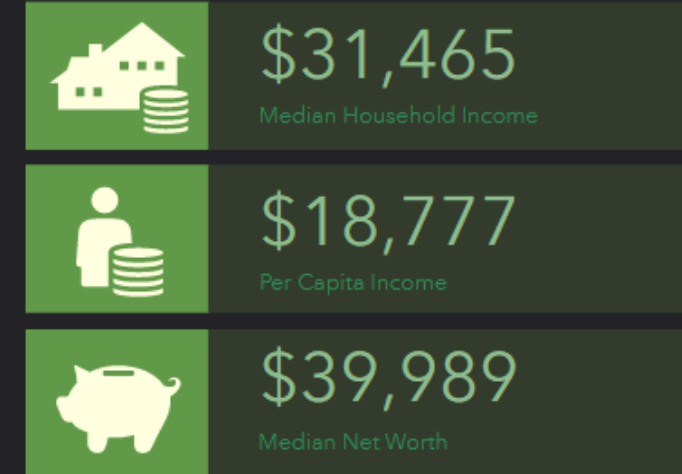 $31,465
Median Household Income
$18,777
Per Capita Income
$39,989
Median Net Worth